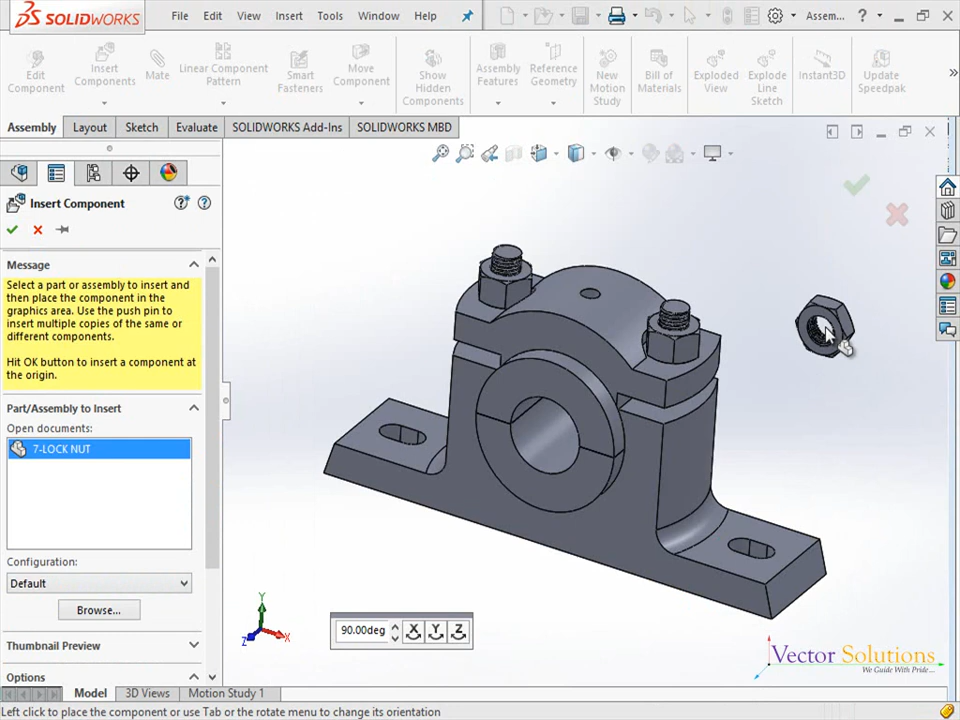 SOLIDWORKS
File Edit View Insert Tools Window Help
Assem... ?
Edit Component
Insert Components
Mate
Linear Component Pattern
Smart Fasteners
Move Component
Show Hidden Components
Assembly Features
Reference Geometry
New Motion Study
Bill of Materials
Exploded View
Explode Line Sketch
Instant3D
Update Speedpak
Assembly Layout Sketch Evaluate SOLIDWORKS Add-Ins SOLIDWORKS MBD
Insert Component
Message
Select a part or assembly to insert and
then place the component in the
graphics area. Use the push pin to
insert multiple copies of the same or
different components.
Hit OK button to insert a component at
the origin.
Part/Assembly to Insert
Open documents:
7-LOCK NUT
Configuration:
Default
Browse...
Thumbnail Preview
Options
90.00deg X Y Z
Y
Z X
Vector Solutions
We Guide With Pride...
Model 3D Views Motion Study 1
Left click to place the component or use Tab or the rotate menu to change its orientation